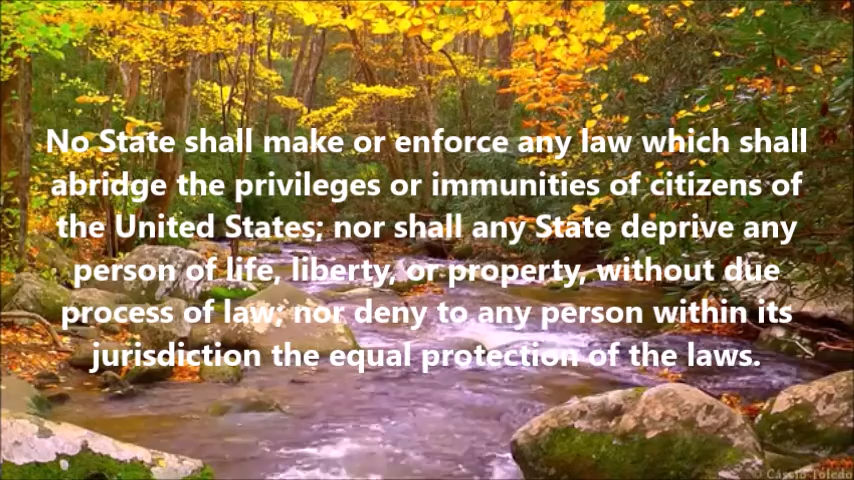 No State shall make or enforce any law which shall
abridge the privileges or immunities of citizens of
the United States; nor shall any State deprive any
person of life, liberty, or property, without due
process of law; nor deny to any person within its
jurisdiction the equal protection of the laws.
© Cássio Toledo